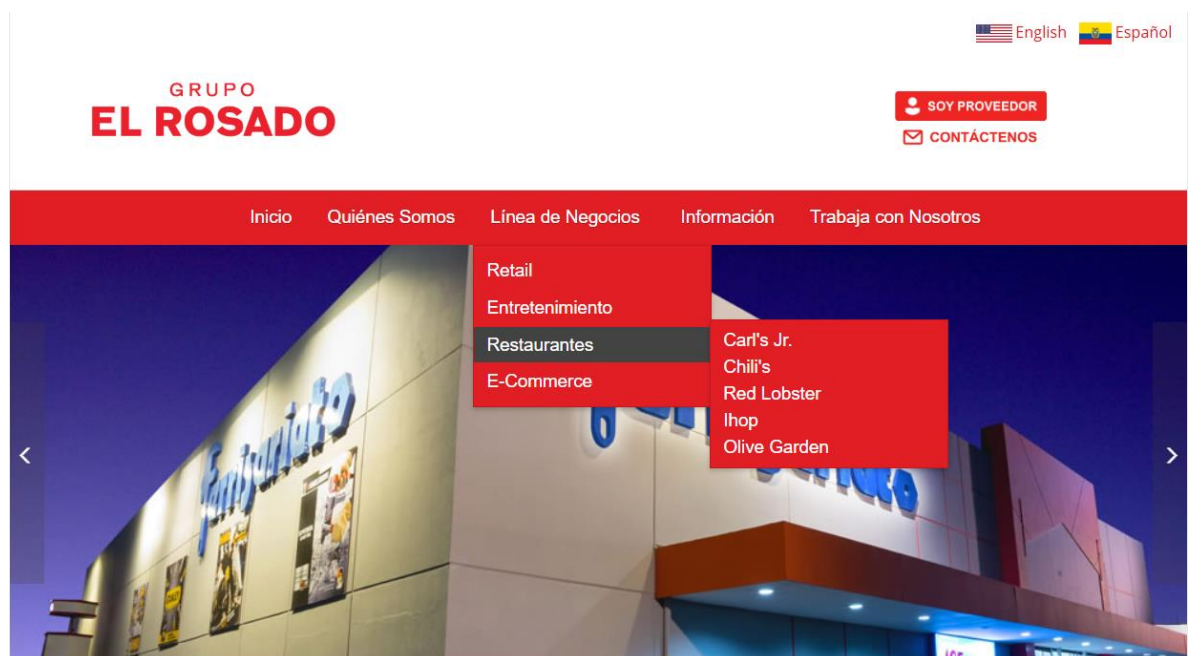 English Español
GRUPO
EL ROSADO
SOY PROVEEDOR
CONTÁCTENOS
Inicio Quiénes Somos Línea de Negocios Información Trabaja con Nosotros
Retail
Entretenimiento
Restaurantes
E-Commerce
Carl's Jr.
Chili's
Red Lobster
Ihop
Olive Garden
ferrisariato